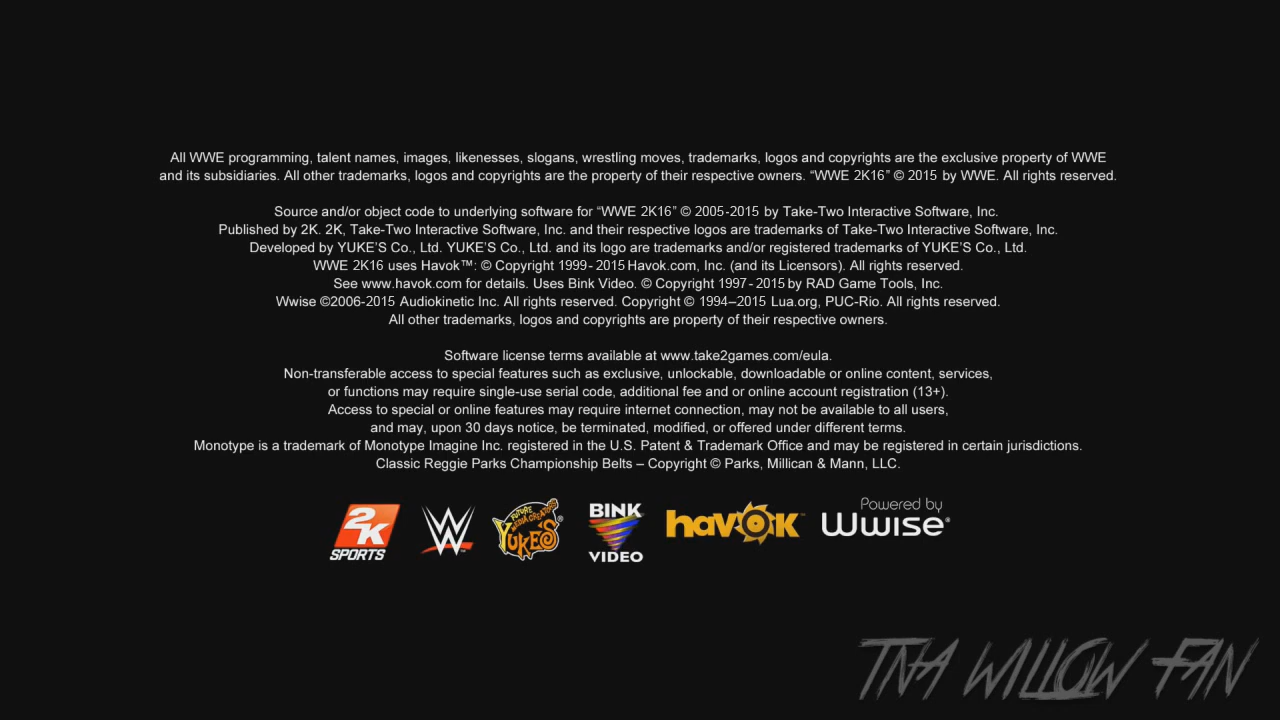 All WWE programming, talent names, images, likenesses, slogans, wrestling moves, trademarks, logos and copyrights are the exclusive property of WWE
and its subsidiaries. All other trademarks, logos and copyrights are the property of their respective owners. “WWE 2K16” © 2015 by WWE. All rights reserved.
Source and/or object code to underlying software for “WWE 2K16” © 2005-2015 by Take-Two Interactive Software, Inc.
Published by 2K. 2K, Take-Two Interactive Software, Inc. and their respective logos are trademarks of Take-Two Interactive Software, Inc.
Developed by YUKE’S Co., Ltd. YUKE’S Co., Ltd. and its logo are trademarks and/or registered trademarks of YUKE’S Co., Ltd.
WWE 2K16 uses Havok™: © Copyright 1999- 2015 Havok.com, Inc. (and its Licensors). All rights reserved.
See www.havok.com for details. Uses Bink Video. © Copyright 1997 - 2015 by RAD Game Tools, Inc.
Wwise ©2006-2015 Audiokinetic Inc. All rights reserved. Copyright © 1994–2015 Lua.org, PUC-Rio. All rights reserved.
All other trademarks, logos and copyrights are property of their respective owners.
Software license terms available at www.take2games.com/eula.
Non-transferable access to special features such as exclusive, unlockable, downloadable or online content, services,
or functions may require single-use serial code, additional fee and or online account registration (13+).
Access to special or online features may require internet connection, may not be available to all users,
and may, upon 30 days notice, be terminated, modified, or offered under different terms.
Monotype is a trademark of Monotype Imagine Inc. registered in the U.S. Patent & Trademark Office and may be registered in certain jurisdictions.
Classic Reggie Parks Championship Belts – Copyright © Parks, Millican & Mann, LLC.
2K SPORTS
W
FUTURE MEDIA CREATOR YUKE'S ®
BINK VIDEO
havok™
Powered by
Wwise®
TNA WILLOW FAN